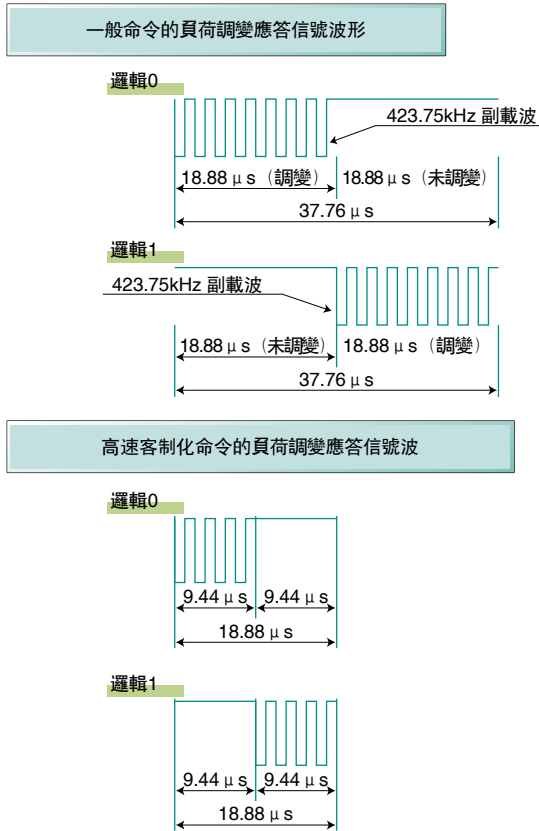 一般命令的負荷調變應答信號波形
邏輯0
423.75kHz 副載波
18.88 μ s（調變） 18.88 μ s（未調變）
37.76 μ s
邏輯1
423.75kHz 副載波
18.88 μ s（未調變） 18.88 μ s（調變）
37.76 μ s
高速客制化命令的負荷調變應答信號波
邏輯0
9.44 μ s 9.44 μ s
18.88 μ s
邏輯1
9.44 μ s 9.44 μ s
18.88 μ s